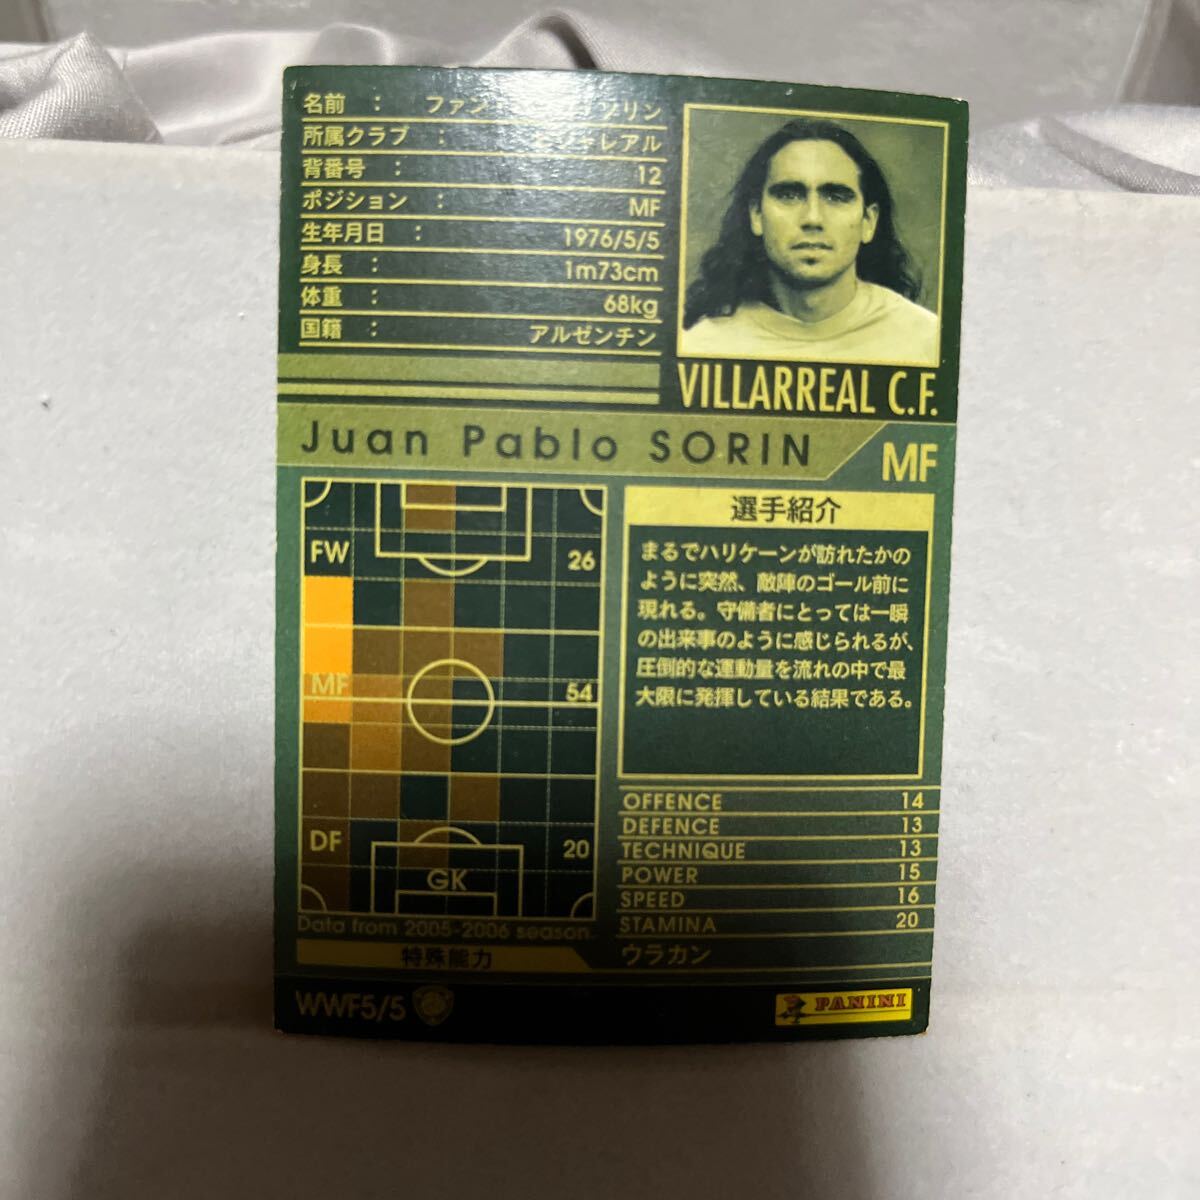 名前 : ファン ソリン
所属クラブ : レアル
背番号 : 12
ポジション : MF
生年月日 : 1976/5/5
身長 : 1m73cm
体重 : 68kg
国籍 : アルゼンチン
VILLARREAL C.F.
Juan Pablo SORIN
MF
FW 26
MF 54
DF 20
GK
Data from 2005-2006 season
選手紹介
まるでハリケーンが訪れたかの
ように突然、敵陣のゴール前に
現れる。守備者にとっては一瞬
の出来事のように感じられるが、
圧倒的な運動量を流れの中で最
大限に発揮している結果である。
OFFENCE 14
DEFENCE 13
TECHNIQUE 13
POWER 15
SPEED 16
STAMINA 20
特殊能力 ウラカン
WWF5/5
PANINI